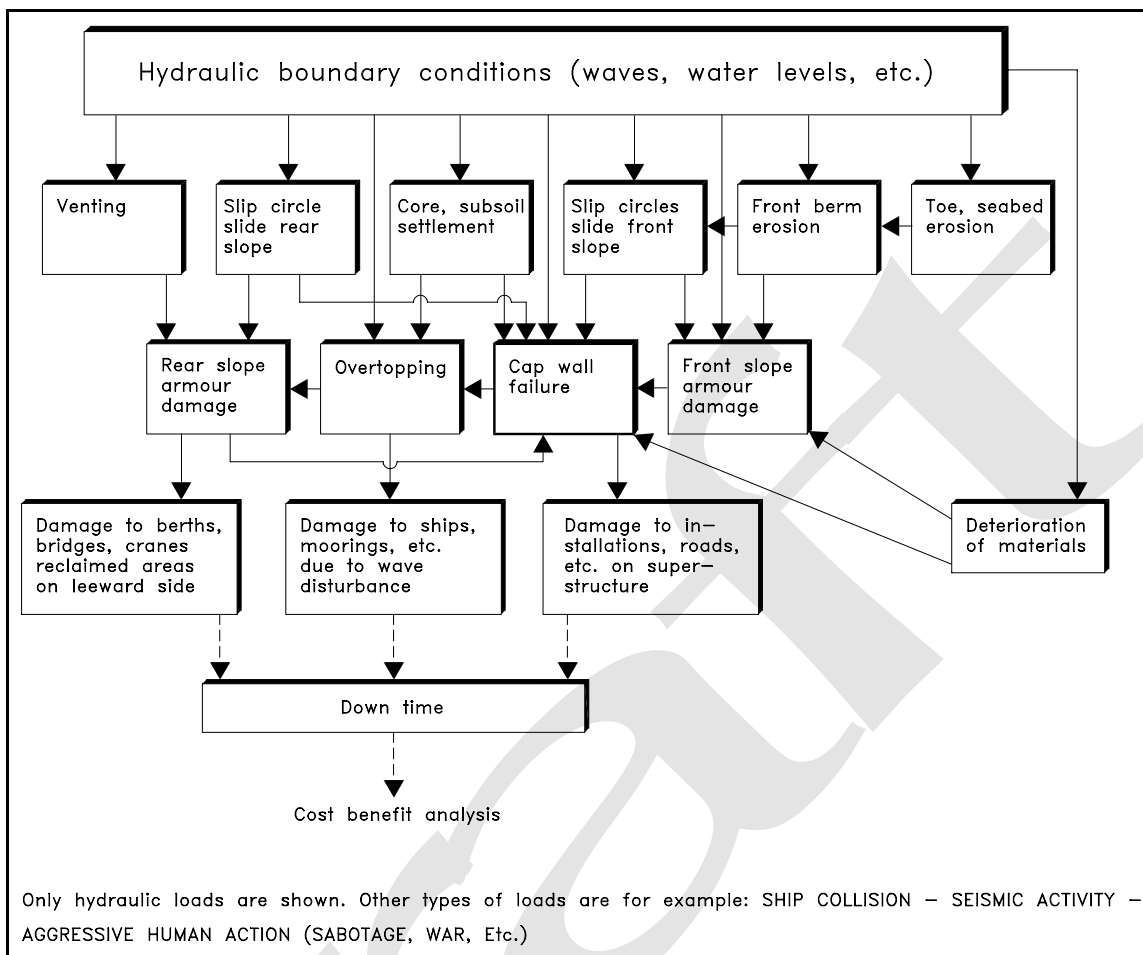 Hydraulic boundary conditions (waves, water levels, etc.)
Venting
Slip circle
slide rear
slope
Core, subsoil
settlement
Slip circles
slide front
slope
Front berm
erosion
Toe, seabed
erosion
Rear slope
armour
damage
Overtopping
Cap wall
failure
Front slope
armour
damage
Damage to berths,
bridges, cranes
reclaimed areas
on leeward side
Damage to ships,
moorings, etc.
due to wave
disturbance
Damage to in-
stallations, roads,
etc. on super-
structure
Deterioration
of materials
Down time
Cost benefit analysis
Only hydraulic loads are shown. Other types of loads are for example: SHIP COLLISION – SEISMIC ACTIVITY –
AGGRESSIVE HUMAN ACTION (SABOTAGE, WAR, Etc.)
aft